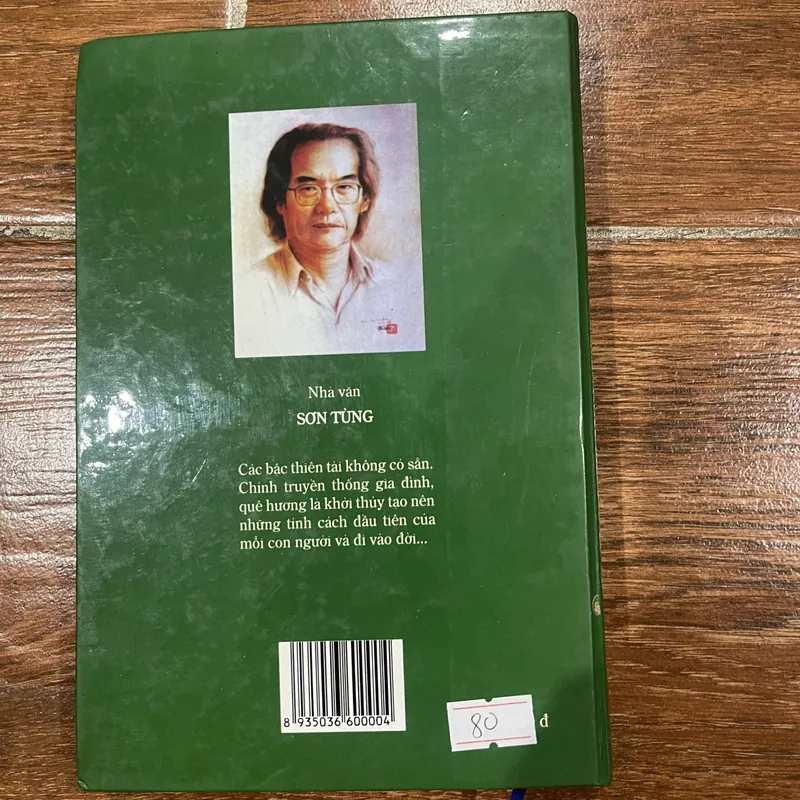 Nhà văn
SƠN TÙNG
Các bậc thiên tài không có sẵn.
Chính truyền thống gia đình,
quê hương là khởi thủy tạo nên
những tính cách đầu tiên của
mỗi con người và đi vào đời...
8 935036 600004
80 đ